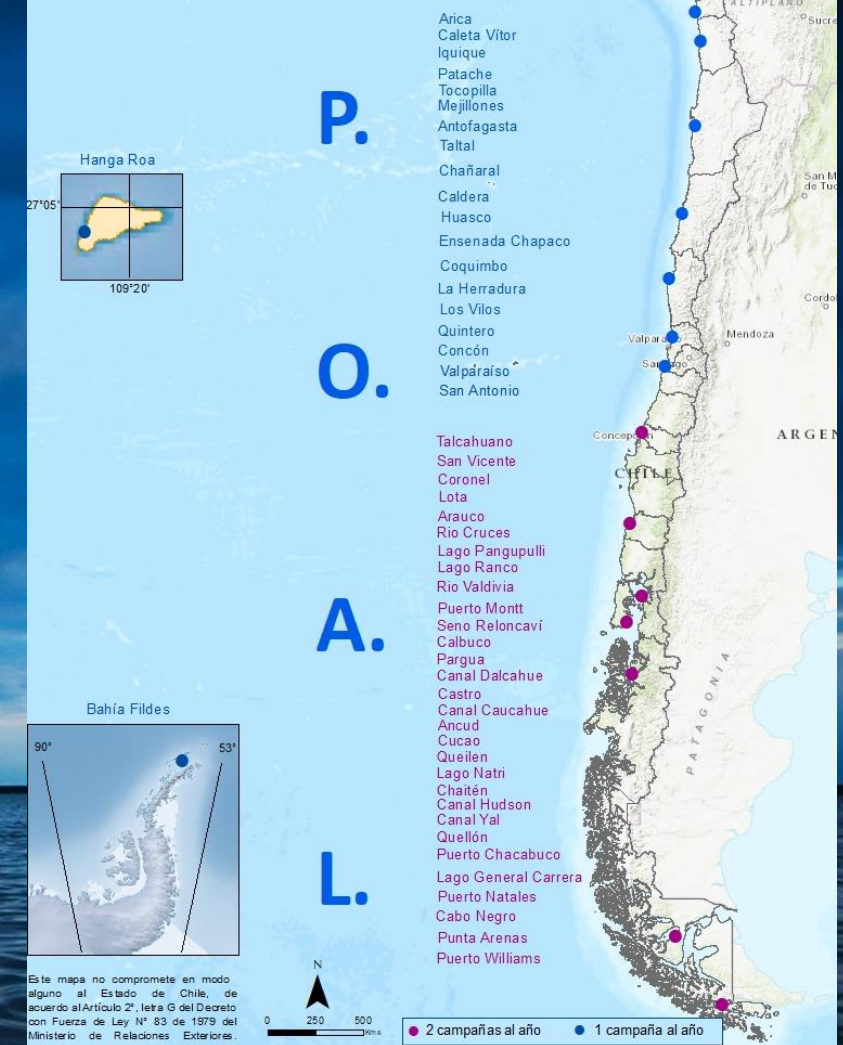 ALTIPLANO
Sucre
Arica
Caleta Vítor
Iquique
Patache
Tocopilla
Mejillones
Antofagasta
Taltal
Chañaral
Caldera
Huasco
Ensenada Chapaco
Coquimbo
La Herradura
Los Vilos
Quintero
Concón
Valparaíso
San Antonio
P.
O.
A.
L.
Hanga Roa
27°05'
109°20'
San M
de Tuc
Cordo
Mendoza
ARGEN
CHILE
PATAGONIA
Talcahuano
San Vicente
Coronel
Lota
Arauco
Rio Cruces
Lago Pangupulli
Lago Ranco
Rio Valdivia
Puerto Montt
Seno Reloncaví
Calbuco
Pargua
Canal Dalcahue
Castro
Canal Caucahue
Ancud
Cucao
Queilen
Lago Natri
Chaitén
Canal Hudson
Canal Yal
Quellón
Puerto Chacabuco
Lago General Carrera
Puerto Natales
Cabo Negro
Punta Arenas
Puerto Williams
Bahía Fildes
90°
53°
Este mapa no compromete en modo
alguno al Estado de Chile, de
acuerdo al Artículo 2°, letra G del Decreto
con Fuerza de Ley N° 83 de 1979 del
Ministerio de Relaciones Exteriores.
N
0 250 500
Kms
2 campañas al año
1 campaña al año